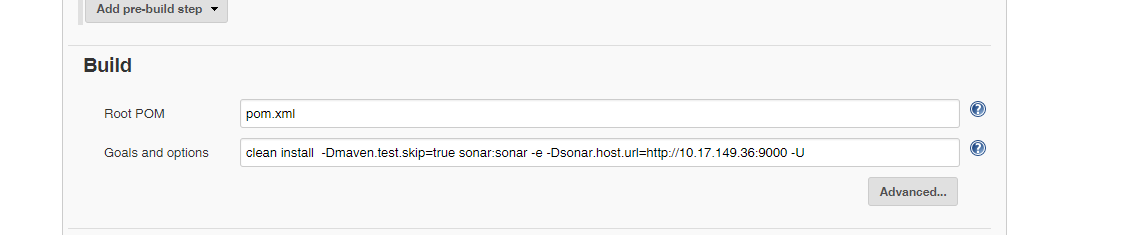 Add pre-build step
Build
Root POM
pom.xml
Goals and options
clean install  -Dmaven.test.skip=true sonar:sonar -e -Dsonar.host.url=http://10.17.149.36:9000 -U
Advanced...